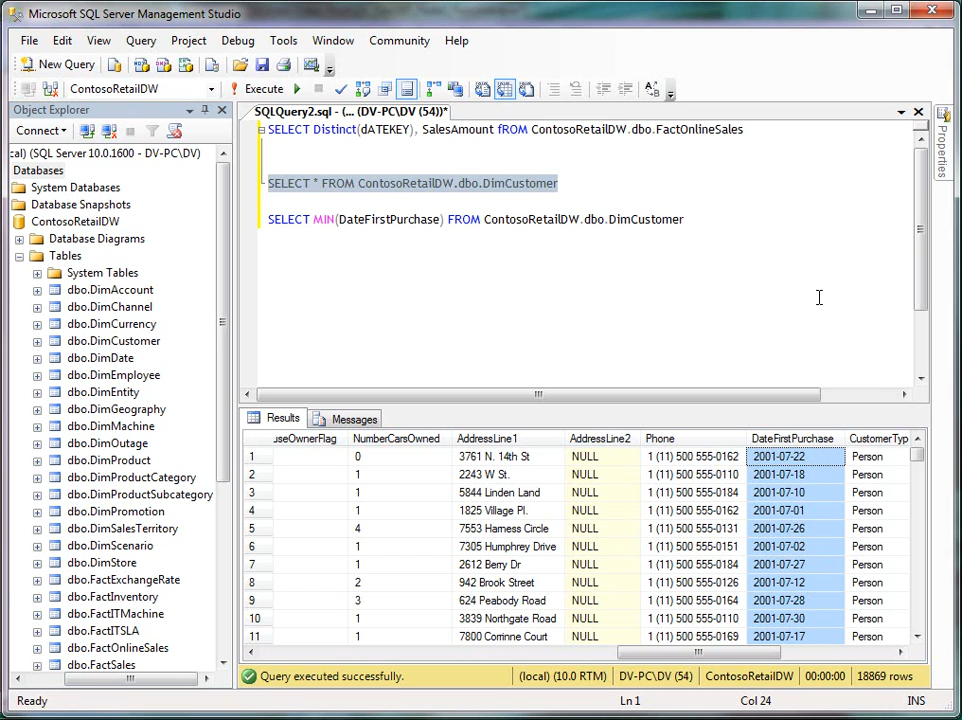 Microsoft SQL Server Management Studio
File Edit View Query Project Debug Tools Window Community Help
New Query
ContosoRetailDW Execute
Object Explorer
SQLQuery2.sql - (... (DV-PC\DV (54))*
Connect
cal) (SQL Server 10.0.1600 - DV-PC\DV)
Databases
System Databases
Database Snapshots
ContosoRetailDW
Database Diagrams
Tables
System Tables
dbo.DimAccount
dbo.DimChannel
dbo.DimCurrency
dbo.DimCustomer
dbo.DimDate
dbo.DimEmployee
dbo.DimEntity
dbo.DimGeography
dbo.DimMachine
dbo.DimOutage
dbo.DimProduct
dbo.DimProductCategory
dbo.DimProductSubcategory
dbo.DimPromotion
dbo.DimSalesTerritory
dbo.DimScenario
dbo.DimStore
dbo.FactExchangeRate
dbo.FactInventory
dbo.FactITMachine
dbo.FactITSLA
dbo.FactOnlineSales
dbo.FactSales
SELECT Distinct(dATEKEY), SalesAmount fROM ContosoRetailDW.dbo.FactOnlineSales
SELECT * FROM ContosoRetailDW.dbo.DimCustomer
SELECT MIN(DateFirstPurchase) FROM ContosoRetailDW.dbo.DimCustomer
Properties
Results Messages
useOwnerFlag NumberCarsOwned AddressLine1 AddressLine2 Phone DateFirstPurchase CustomerTyp
1 0 3761 N. 14th St NULL 1 (11) 500 555-0162 2001-07-22 Person
2 1 2243 W St. NULL 1 (11) 500 555-0110 2001-07-18 Person
3 1 5844 Linden Land NULL 1 (11) 500 555-0184 2001-07-10 Person
4 1 1825 Village Pl. NULL 1 (11) 500 555-0162 2001-07-01 Person
5 4 7553 Harness Circle NULL 1 (11) 500 555-0131 2001-07-26 Person
6 1 7305 Humphrey Drive NULL 1 (11) 500 555-0151 2001-07-02 Person
7 1 2612 Berry Dr NULL 1 (11) 500 555-0184 2001-07-27 Person
8 2 942 Brook Street NULL 1 (11) 500 555-0126 2001-07-12 Person
9 3 624 Peabody Road NULL 1 (11) 500 555-0164 2001-07-28 Person
10 1 3839 Northgate Road NULL 1 (11) 500 555-0110 2001-07-30 Person
11 1 7800 Corrinne Court NULL 1 (11) 500 555-0169 2001-07-17 Person
Query executed successfully. (local) (10.0 RTM) DV-PC\DV (54) ContosoRetailDW 00:00:00 18869 rows
Ready Ln 1 Col 24 INS